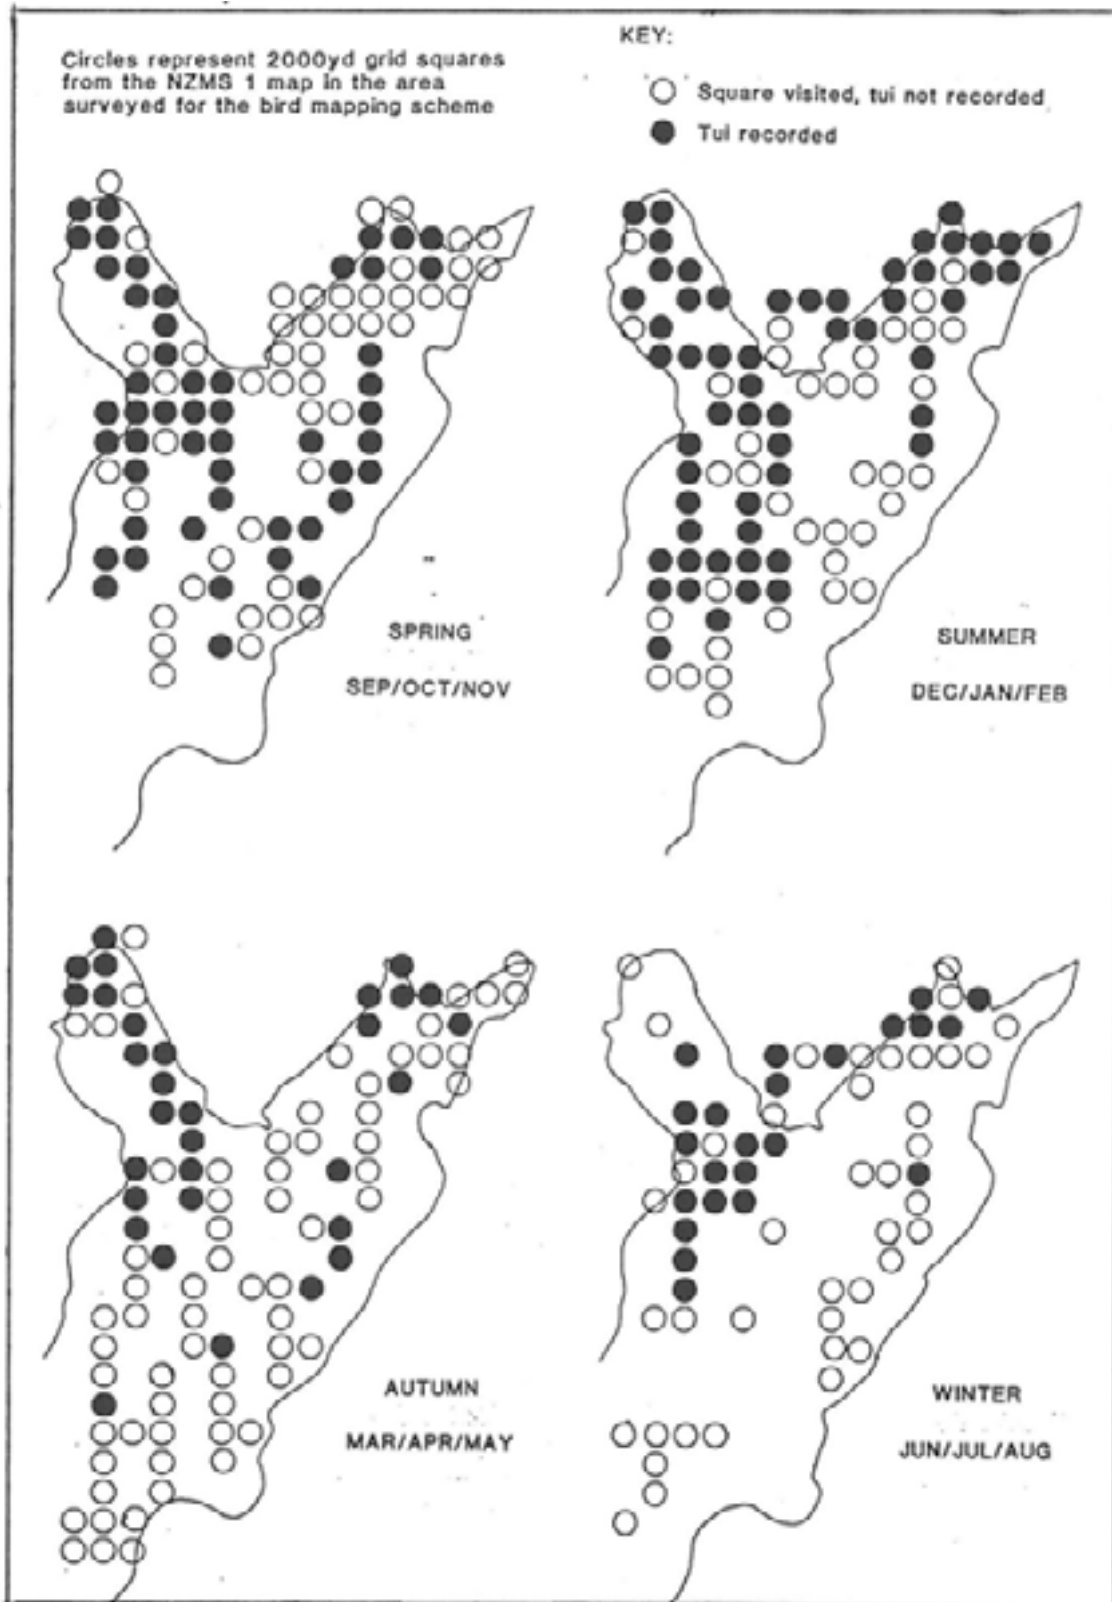 Circles represent 2000yd grid squares
from the NZMS 1 map in the area
surveyed for the bird mapping scheme
KEY:
Square visited, tui not recorded
Tui recorded
SPRING
SEP/OCT/NOV
SUMMER
DEC/JAN/FEB
AUTUMN
MAR/APR/MAY
WINTER
JUN/JUL/AUG